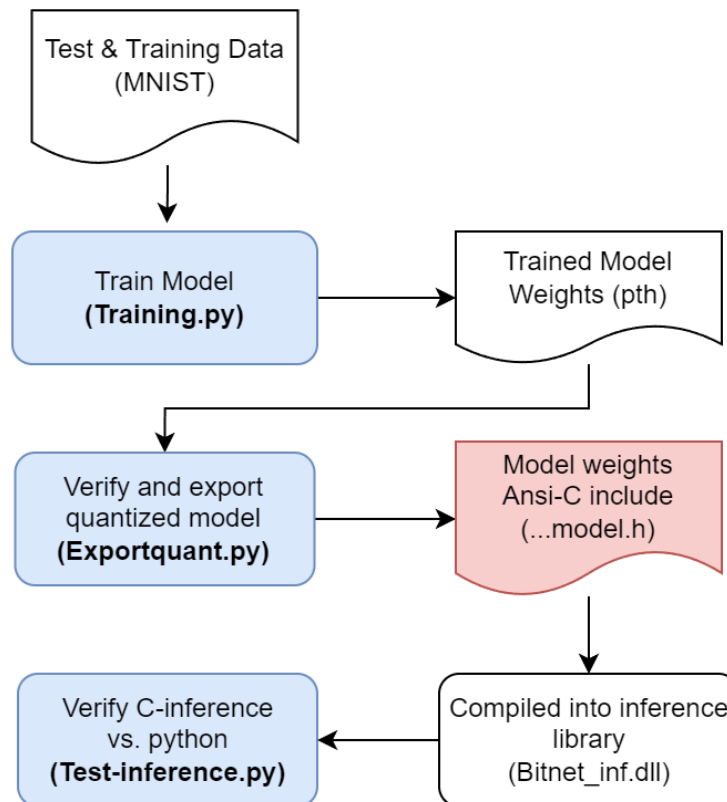 Test & Training Data
(MNIST)
Train Model
(Training.py)
Trained Model
Weights (pth)
Verify and export
quantized model
(Exportquant.py)
Model weights
Ansi-C include
(...model.h)
Verify C-inference
vs. python
(Test-inference.py)
Compiled into inference
library
(Bitnet_inf.dll)